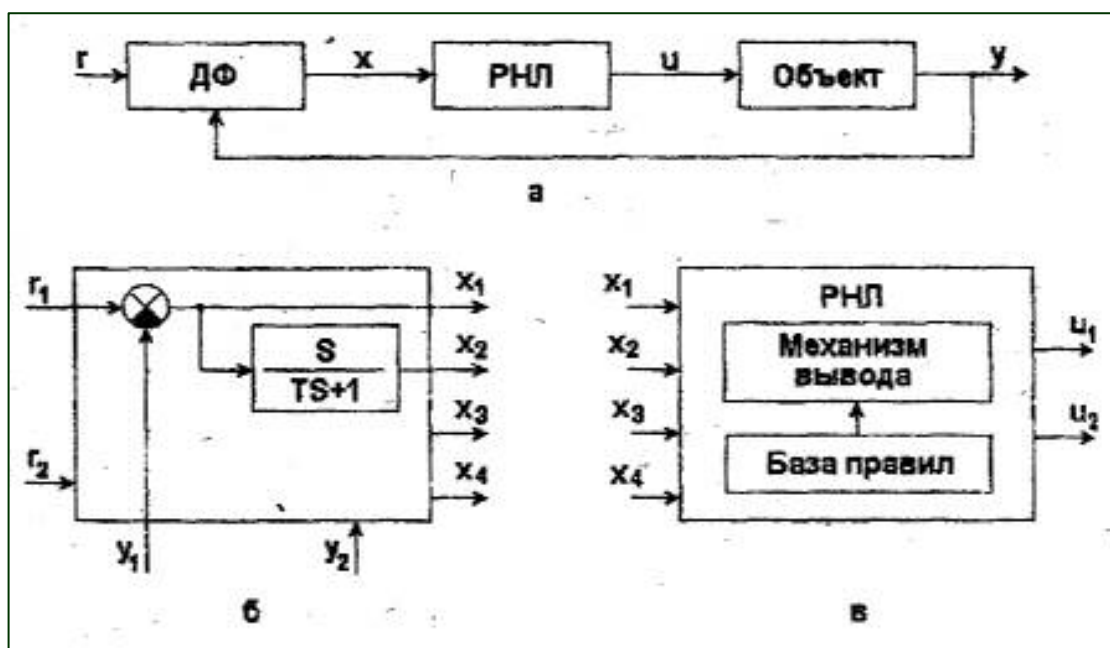 r ДФ x РНЛ u Объект y
а
r₁ x₁
S
TS+1
x₂
x₃
r₂ x₄
y₁ y₂
б
x₁ РНЛ
x₂ Механизм вывода
u₁
x₃
u₂
x₄ База правил
в